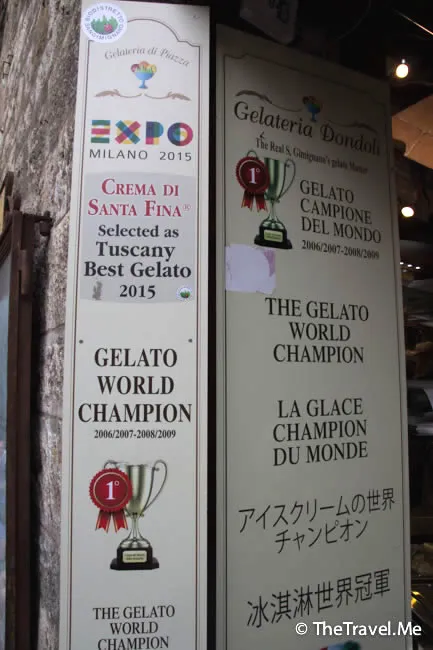 BIODISTRETTO
SAN GIMIGNANO
Gelateria di Piazza
EXPO
MILANO 2015
CREMA DI
SANTA FINA®
Selected as
Tuscany
Best Gelato
2015
GELATO
WORLD
CHAMPION
2006/2007-2008/2009
1°
THE GELATO
WORLD
CHAMPION
Gelateria Dondoli
The Real S. Gimignano's gelato Master
1°
GELATO
CAMPIONE
DEL MONDO
2006/2007-2008/2009
THE GELATO
WORLD
CHAMPION
LA GLACE
CHAMPION
DU MONDE
アイスクリームの世界
チャンピオン
冰淇淋世界冠軍
© TheTravel.Me